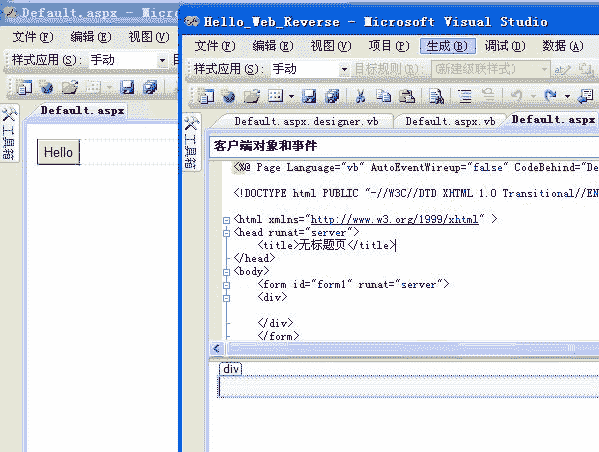 Default.aspx - Micr
文件(F) 编辑(E) 视图(V)
样式应用(S): 手动
Default.aspx
工具箱
Hello
Hello_Web_Reverse - Microsoft Visual Studio
文件(F) 编辑(E) 视图(V) 项目(P) 生成(B) 调试(D) 数据(A)
样式应用(S): 手动 目标规则(R): (新建级联样式)
Default.aspx.designer.vb Default.aspx.vb Default.aspx
工具箱
客户端对象和事件
<%@ Page Language="vb" AutoEventWireup="false" CodeBehind="De
<!DOCTYPE html PUBLIC "-//W3C//DTD XHTML 1.0 Transitional//EN
<html xmlns="http://www.w3.org/1999/xhtml" >
<head runat="server">
<title>无标题页</title>
</head>
<body>
<form id="form1" runat="server">
<div>
</div>
</form>
div